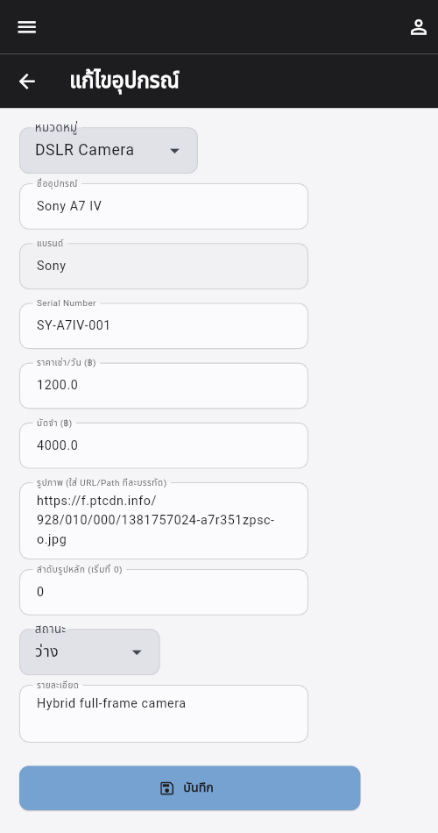 แก้ไขอุปกรณ์
หมวดหมู่
DSLR Camera
ชื่ออุปกรณ์
Sony A7 IV
แบรนด์
Sony
Serial Number
SY-A7IV-001
ราคาเช่า/วัน (฿)
1200.0
มัดจำ (฿)
4000.0
รูปภาพ (ใส่ URL/Path ทีละบรรทัด)
https://f.ptcdn.info/
928/010/000/1381757024-a7r351zpsc-
o.jpg
ลำดับรูปหลัก (เริ่มที่ 0)
0
สถานะ
ว่าง
รายละเอียด
Hybrid full-frame camera
บันทึก